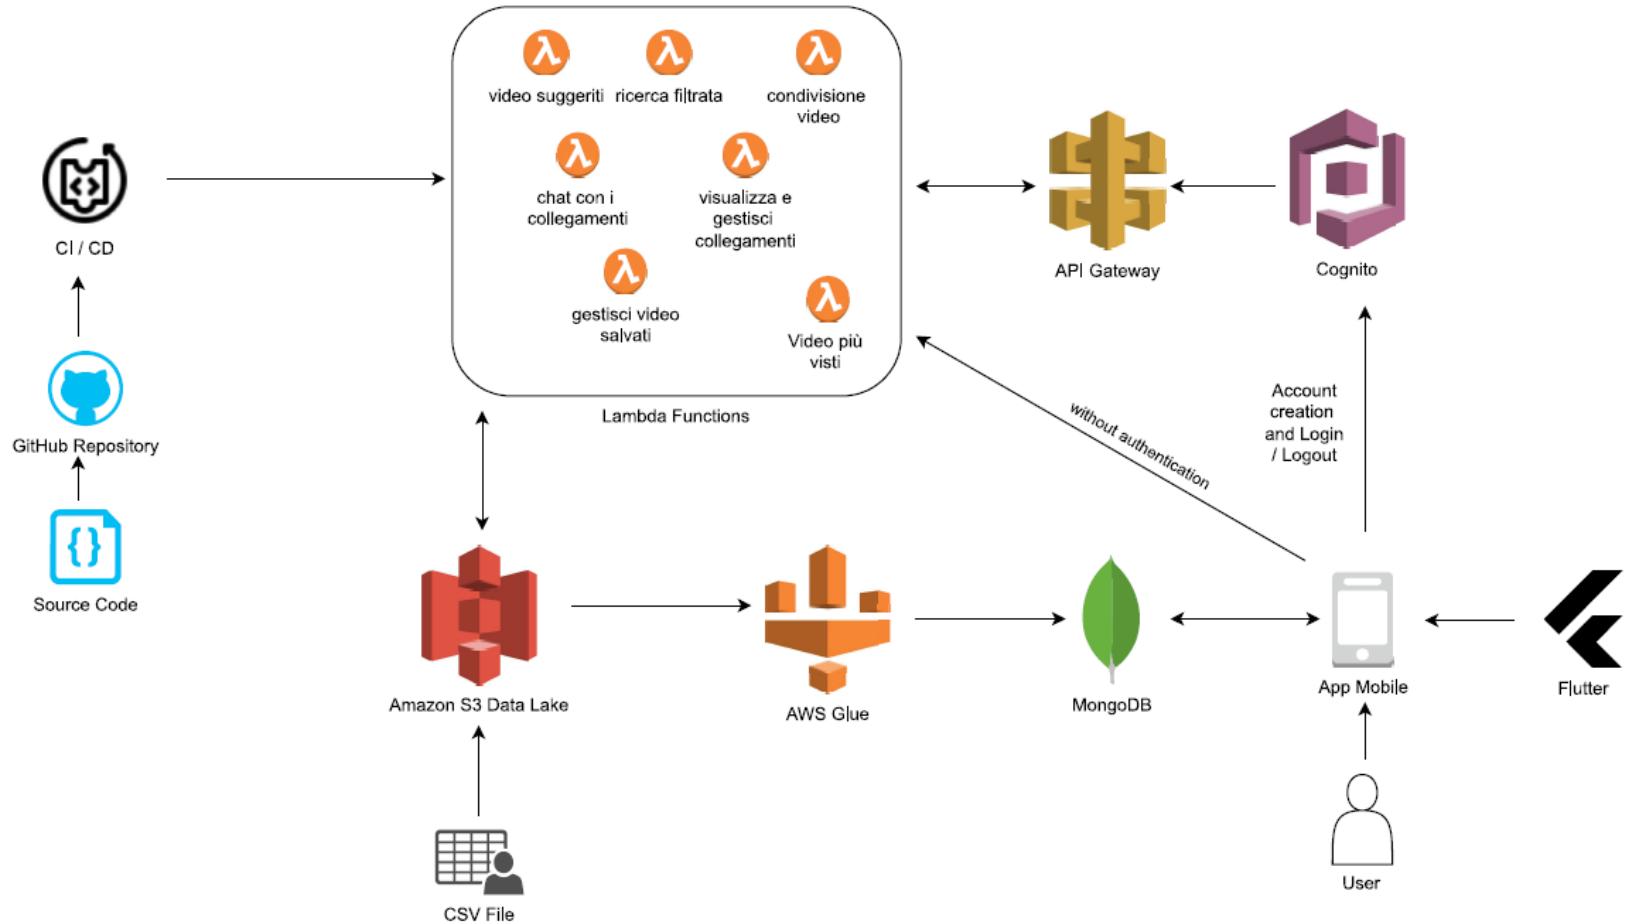 video suggeriti
ricerca filtrata
condivisione
video
chat con i
collegamenti
visualizza e
gestisci
collegamenti
gestisci video
salvati
Video più
visti
Lambda Functions
CI / CD
GitHub Repository
Source Code
API Gateway
Cognito
without authentication
Account
creation
and Login
/ Logout
Amazon S3 Data Lake
AWS Glue
MongoDB
App Mobile
Flutter
CSV File
User